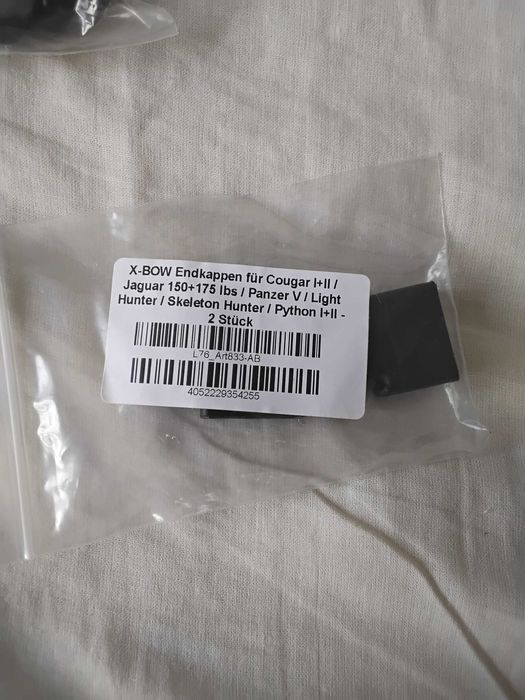 X-BOW Endkappen für Cougar I+II /
Jaguar 150+175 lbs / Panzer V / Light
Hunter / Skeleton Hunter / Python I+II -
2 Stück
L76_Art833-AB
4052229354255